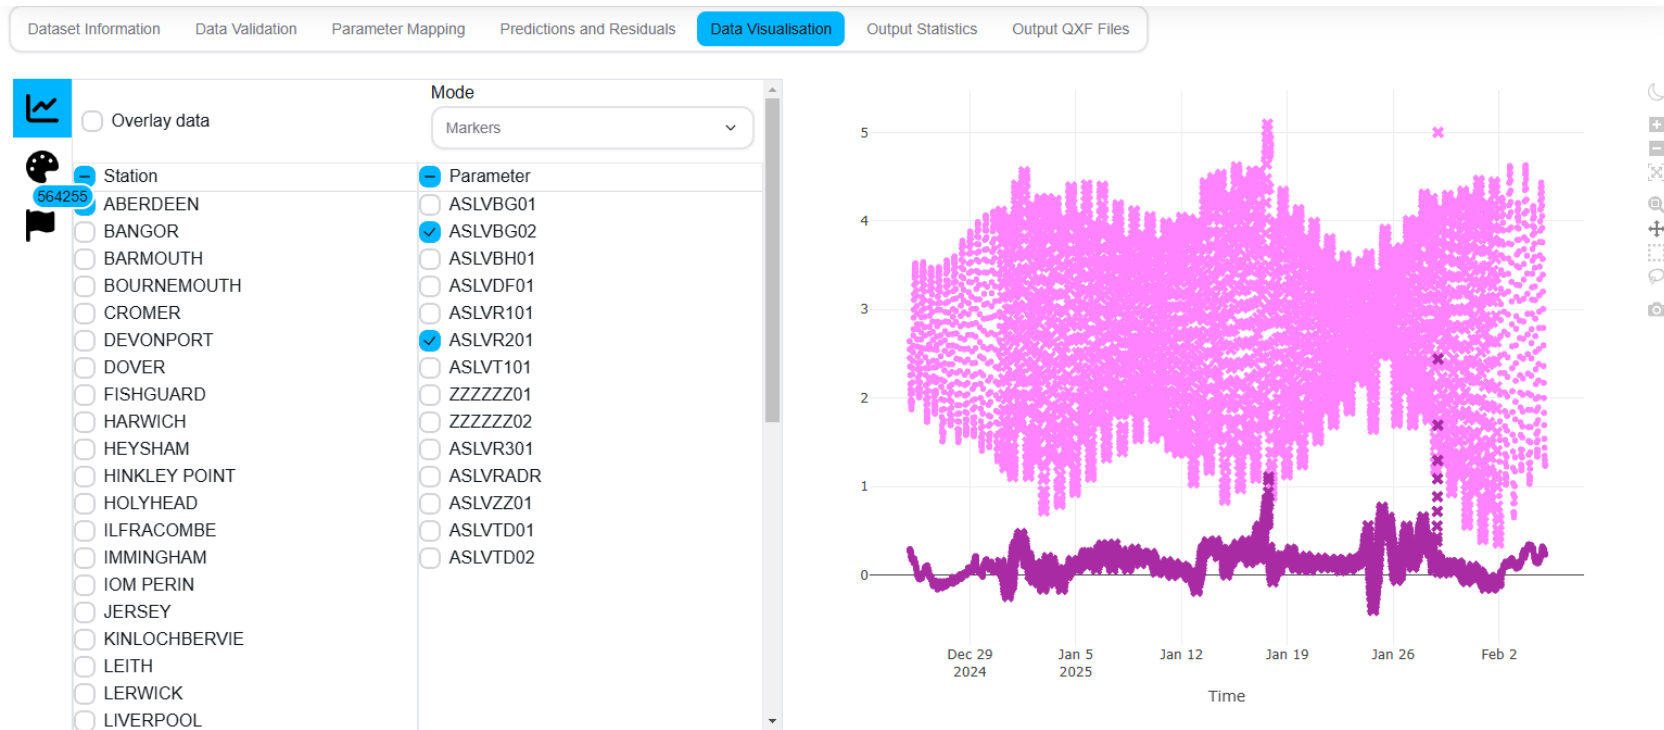 Dataset Information Data Validation Parameter Mapping Predictions and Residuals Data Visualisation Output Statistics Output QXF Files
Overlay data
Mode
Markers
564255
Station
ABERDEEN
BANGOR
BARMOUTH
BOURNEMOUTH
CROMER
DEVONPORT
DOVER
FISHGUARD
HARWICH
HEYSHAM
HINKLEY POINT
HOLYHEAD
ILFRACOMBE
IMMINGHAM
IOM PERIN
JERSEY
KINLOCHBERVIE
LEITH
LERWICK
LIVERPOOL
Parameter
ASLVBG01
ASLVBG02
ASLVBH01
ASLVDF01
ASLVR101
ASLVR201
ASLVT101
ZZZZZZ01
ZZZZZZ02
ASLVR301
ASLVRADR
ASLVZZ01
ASLVTD01
ASLVTD02
5
4
3
2
1
0
Dec 29 Jan 5 Jan 12 Jan 19 Jan 26 Feb 2
2024 2025
Time